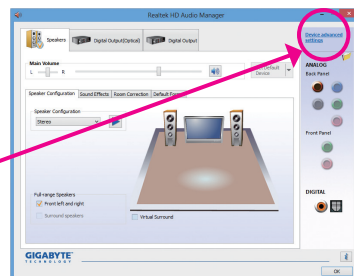 Realtek HD Audio Manager
Speakers
Digital Output(Optical)
Digital Output
Device advanced
settings
Main Volume
L
R
Device
ANALOG
Back Panel
Speaker Configuration
Sound Effects
Room Correction
Default Format
Speaker Configuration
Stereo
Front Panel
Full-range Speakers
Front left and right
Surround speakers
Virtual Surround
DIGITAL
GIGABYTE
TECHNOLOGY
OK